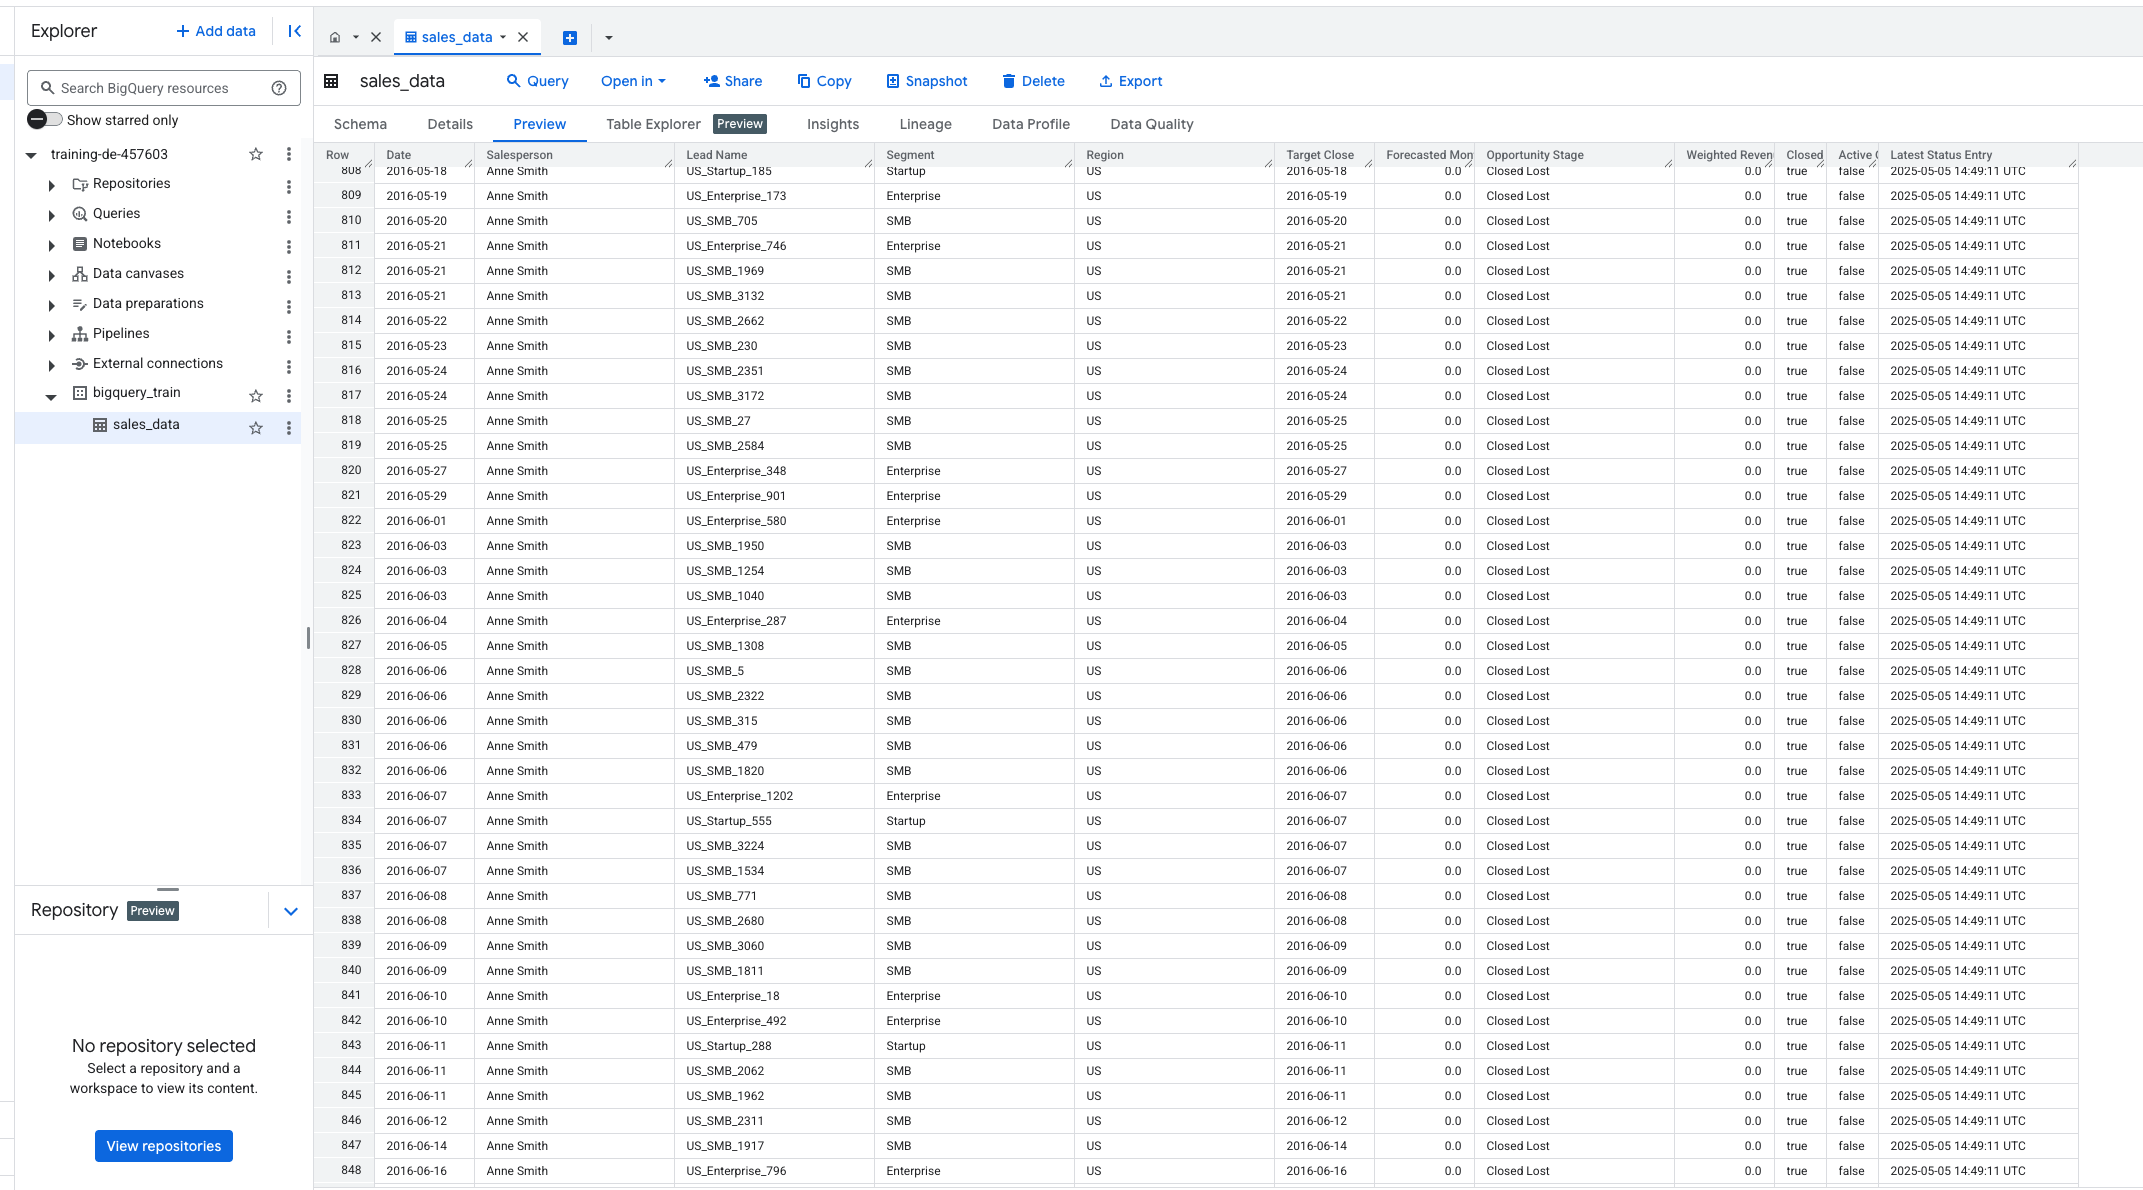 Explorer
Add data
Search BigQuery resources
Show starred only
training-de-457603
Repositories
Queries
Notebooks
Data canvases
Data preparations
Pipelines
External connections
bigquery_train
sales_data
Repository Preview
No repository selected
Select a repository and a
workspace to view its content.
View repositories
sales_data
sales_data Query Open in Share Copy Snapshot Delete Export
Schema Details Preview Table Explorer Preview Insights Lineage Data Profile Data Quality
Row Date Salesperson Lead Name Segment Region Target Close Forecasted Mon Opportunity Stage Weighted Reven Closed Active Latest Status Entry
808 2016-05-18 Anne Smith US_Startup_185 Startup US 2016-05-18 0.0 Closed Lost 0.0 true false 2025-05-05 14:49:11 UTC
809 2016-05-19 Anne Smith US_Enterprise_173 Enterprise US 2016-05-19 0.0 Closed Lost 0.0 true false 2025-05-05 14:49:11 UTC
810 2016-05-20 Anne Smith US_SMB_705 SMB US 2016-05-20 0.0 Closed Lost 0.0 true false 2025-05-05 14:49:11 UTC
811 2016-05-21 Anne Smith US_Enterprise_746 Enterprise US 2016-05-21 0.0 Closed Lost 0.0 true false 2025-05-05 14:49:11 UTC
812 2016-05-21 Anne Smith US_SMB_1969 SMB US 2016-05-21 0.0 Closed Lost 0.0 true false 2025-05-05 14:49:11 UTC
813 2016-05-21 Anne Smith US_SMB_3132 SMB US 2016-05-21 0.0 Closed Lost 0.0 true false 2025-05-05 14:49:11 UTC
814 2016-05-22 Anne Smith US_SMB_2662 SMB US 2016-05-22 0.0 Closed Lost 0.0 true false 2025-05-05 14:49:11 UTC
815 2016-05-23 Anne Smith US_SMB_230 SMB US 2016-05-23 0.0 Closed Lost 0.0 true false 2025-05-05 14:49:11 UTC
816 2016-05-24 Anne Smith US_SMB_2351 SMB US 2016-05-24 0.0 Closed Lost 0.0 true false 2025-05-05 14:49:11 UTC
817 2016-05-24 Anne Smith US_SMB_3172 SMB US 2016-05-24 0.0 Closed Lost 0.0 true false 2025-05-05 14:49:11 UTC
818 2016-05-25 Anne Smith US_SMB_27 SMB US 2016-05-25 0.0 Closed Lost 0.0 true false 2025-05-05 14:49:11 UTC
819 2016-05-25 Anne Smith US_SMB_2584 SMB US 2016-05-25 0.0 Closed Lost 0.0 true false 2025-05-05 14:49:11 UTC
820 2016-05-27 Anne Smith US_Enterprise_348 Enterprise US 2016-05-27 0.0 Closed Lost 0.0 true false 2025-05-05 14:49:11 UTC
821 2016-05-29 Anne Smith US_Enterprise_901 Enterprise US 2016-05-29 0.0 Closed Lost 0.0 true false 2025-05-05 14:49:11 UTC
822 2016-06-01 Anne Smith US_Enterprise_580 Enterprise US 2016-06-01 0.0 Closed Lost 0.0 true false 2025-05-05 14:49:11 UTC
823 2016-06-03 Anne Smith US_SMB_1950 SMB US 2016-06-03 0.0 Closed Lost 0.0 true false 2025-05-05 14:49:11 UTC
824 2016-06-03 Anne Smith US_SMB_1254 SMB US 2016-06-03 0.0 Closed Lost 0.0 true false 2025-05-05 14:49:11 UTC
825 2016-06-03 Anne Smith US_SMB_1040 SMB US 2016-06-03 0.0 Closed Lost 0.0 true false 2025-05-05 14:49:11 UTC
826 2016-06-04 Anne Smith US_Enterprise_287 Enterprise US 2016-06-04 0.0 Closed Lost 0.0 true false 2025-05-05 14:49:11 UTC
827 2016-06-05 Anne Smith US_SMB_1308 SMB US 2016-06-05 0.0 Closed Lost 0.0 true false 2025-05-05 14:49:11 UTC
828 2016-06-06 Anne Smith US_SMB_5 SMB US 2016-06-06 0.0 Closed Lost 0.0 true false 2025-05-05 14:49:11 UTC
829 2016-06-06 Anne Smith US_SMB_2322 SMB US 2016-06-06 0.0 Closed Lost 0.0 true false 2025-05-05 14:49:11 UTC
830 2016-06-06 Anne Smith US_SMB_315 SMB US 2016-06-06 0.0 Closed Lost 0.0 true false 2025-05-05 14:49:11 UTC
831 2016-06-06 Anne Smith US_SMB_479 SMB US 2016-06-06 0.0 Closed Lost 0.0 true false 2025-05-05 14:49:11 UTC
832 2016-06-06 Anne Smith US_SMB_1820 SMB US 2016-06-06 0.0 Closed Lost 0.0 true false 2025-05-05 14:49:11 UTC
833 2016-06-07 Anne Smith US_Enterprise_1202 Enterprise US 2016-06-07 0.0 Closed Lost 0.0 true false 2025-05-05 14:49:11 UTC
834 2016-06-07 Anne Smith US_Startup_555 Startup US 2016-06-07 0.0 Closed Lost 0.0 true false 2025-05-05 14:49:11 UTC
835 2016-06-07 Anne Smith US_SMB_3224 SMB US 2016-06-07 0.0 Closed Lost 0.0 true false 2025-05-05 14:49:11 UTC
836 2016-06-07 Anne Smith US_SMB_1534 SMB US 2016-06-07 0.0 Closed Lost 0.0 true false 2025-05-05 14:49:11 UTC
837 2016-06-08 Anne Smith US_SMB_771 SMB US 2016-06-08 0.0 Closed Lost 0.0 true false 2025-05-05 14:49:11 UTC
838 2016-06-08 Anne Smith US_SMB_2680 SMB US 2016-06-08 0.0 Closed Lost 0.0 true false 2025-05-05 14:49:11 UTC
839 2016-06-09 Anne Smith US_SMB_3060 SMB US 2016-06-09 0.0 Closed Lost 0.0 true false 2025-05-05 14:49:11 UTC
840 2016-06-09 Anne Smith US_SMB_1811 SMB US 2016-06-09 0.0 Closed Lost 0.0 true false 2025-05-05 14:49:11 UTC
841 2016-06-10 Anne Smith US_Enterprise_18 Enterprise US 2016-06-10 0.0 Closed Lost 0.0 true false 2025-05-05 14:49:11 UTC
842 2016-06-10 Anne Smith US_Enterprise_492 Enterprise US 2016-06-10 0.0 Closed Lost 0.0 true false 2025-05-05 14:49:11 UTC
843 2016-06-11 Anne Smith US_Startup_288 Startup US 2016-06-11 0.0 Closed Lost 0.0 true false 2025-05-05 14:49:11 UTC
844 2016-06-11 Anne Smith US_SMB_2062 SMB US 2016-06-11 0.0 Closed Lost 0.0 true false 2025-05-05 14:49:11 UTC
845 2016-06-11 Anne Smith US_SMB_1962 SMB US 2016-06-11 0.0 Closed Lost 0.0 true false 2025-05-05 14:49:11 UTC
846 2016-06-12 Anne Smith US_SMB_2311 SMB US 2016-06-12 0.0 Closed Lost 0.0 true false 2025-05-05 14:49:11 UTC
847 2016-06-14 Anne Smith US_SMB_1917 SMB US 2016-06-14 0.0 Closed Lost 0.0 true false 2025-05-05 14:49:11 UTC
848 2016-06-16 Anne Smith US_Enterprise_796 Enterprise US 2016-06-16 0.0 Closed Lost 0.0 true false 2025-05-05 14:49:11 UTC